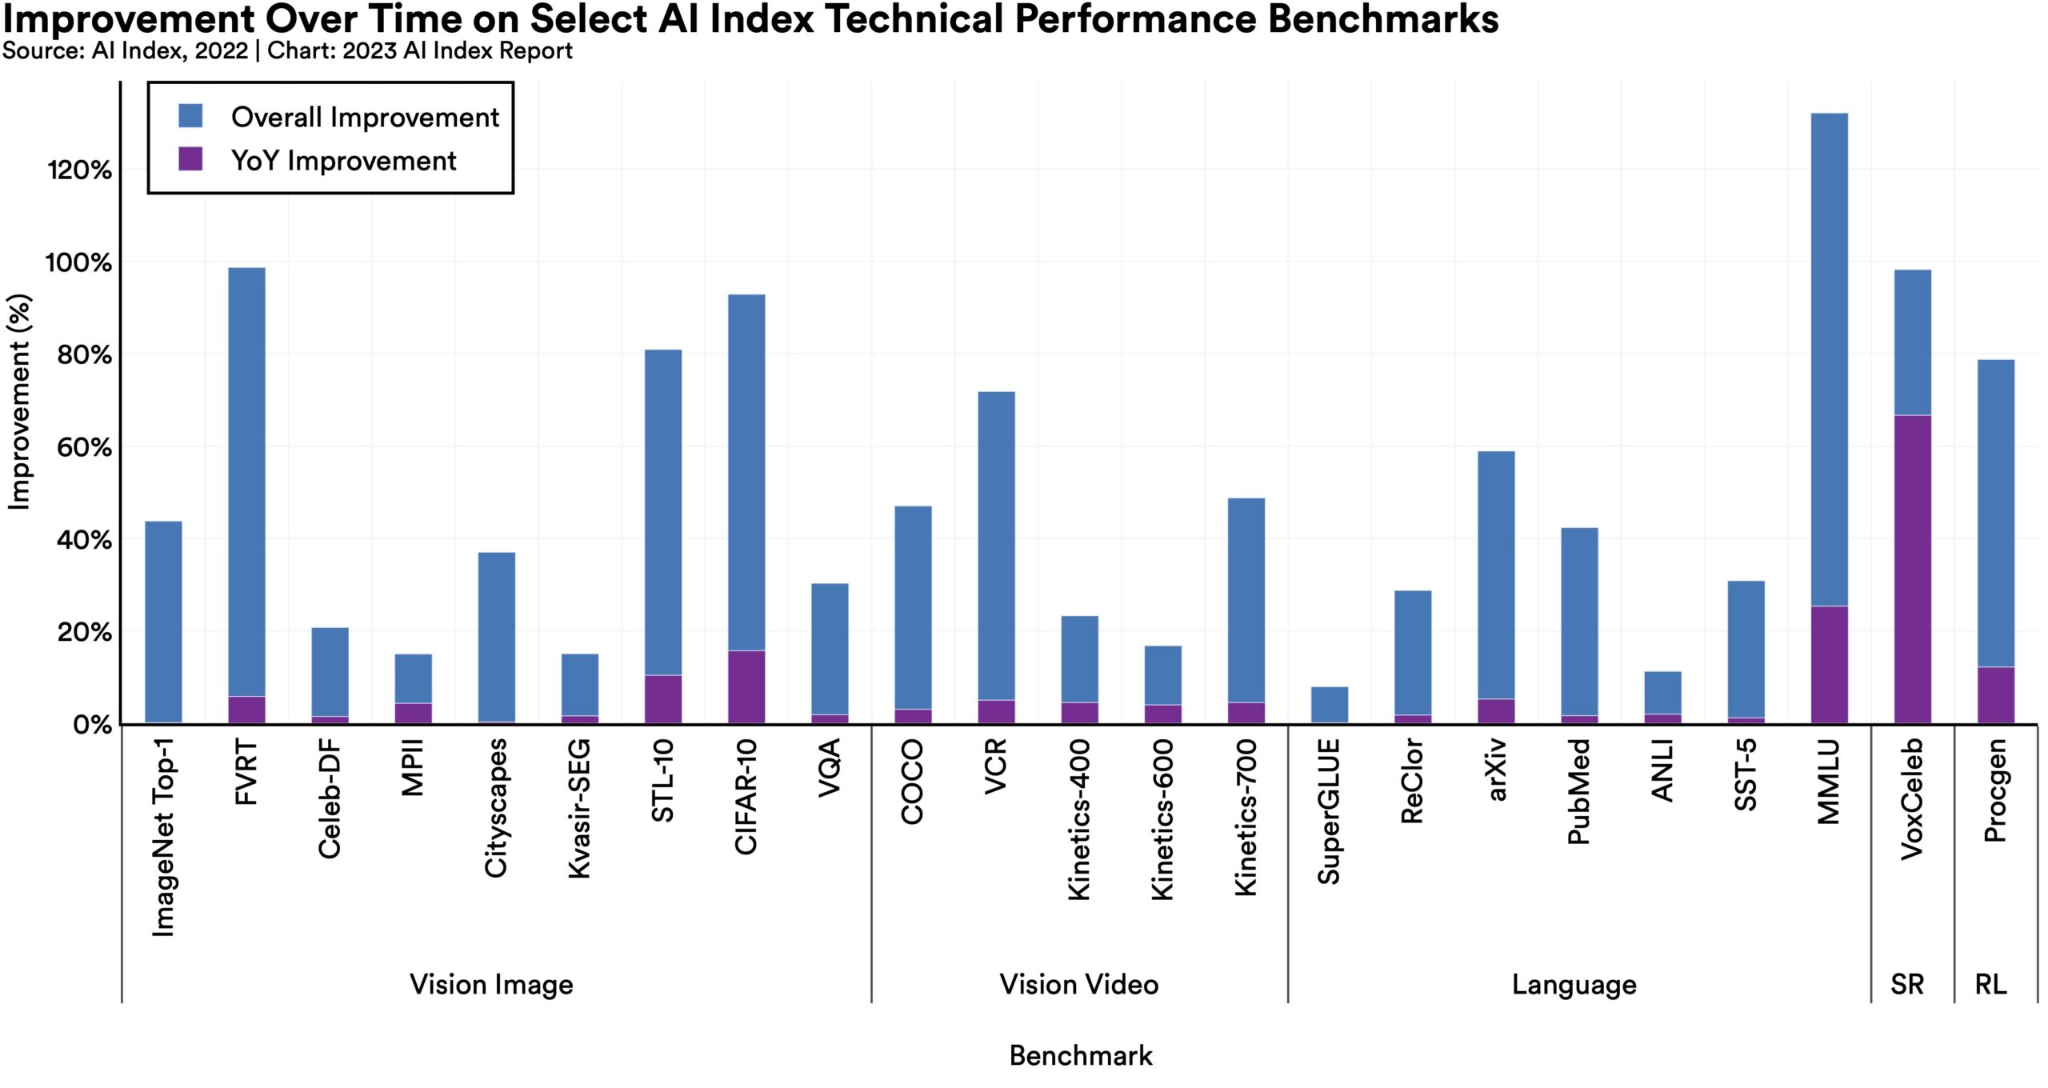 Improvement Over Time on Select AI Index Technical Performance Benchmarks
Source: AI Index, 2022 | Chart: 2023 AI Index Report
Overall Improvement
YoY Improvement
Improvement (%)
120%
100%
80%
60%
40%
20%
0%
ImageNet Top-1
FVRT
Celeb-DF
MPII
Cityscapes
Kvasir-SEG
STL-10
CIFAR-10
VQA
COCO
VCR
Kinetics-400
Kinetics-600
Kinetics-700
SuperGLUE
ReClor
arXiv
PubMed
ANLI
SST-5
MMLU
VoxCeleb
Procgen
Vision Image
Vision Video
Language
SR
RL
Benchmark